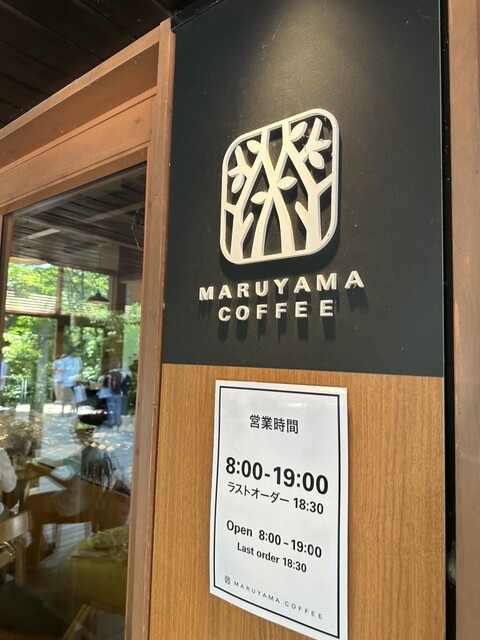 MARUYAMA
COFFEE
営業時間
8:00-19:00
ラストオーダー 18:30
Open 8:00-19:00
Last order 18:30
MARUYAMA COFFEE